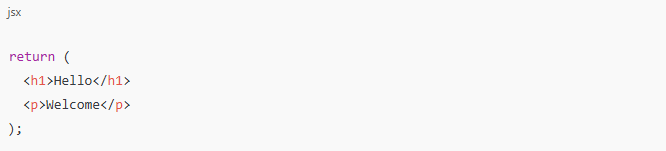 jsx
return (
  <h1>Hello</h1>
  <p>Welcome</p>
);